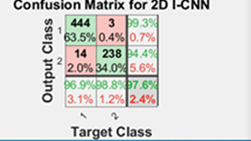 Confusion Matrix for 2D I-CNN
Output Class
1
444 3 99.3%
63.5% 0.4% 0.7%
2
14 238 94.4%
2.0% 34.0% 5.6%
96.9% 98.8% 97.6%
3.1% 1.2% 2.4%
1 2
Target Class